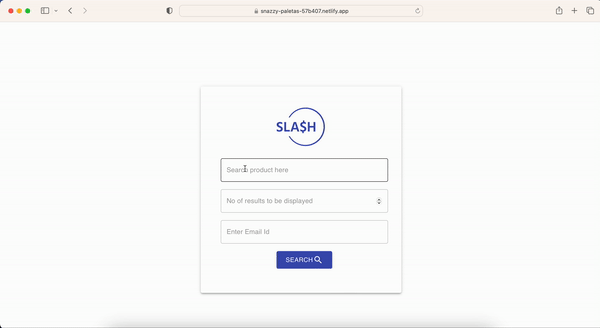 snazzy-paletas-57b407.netlify.app
SLA$H
Search product here
No of results to be displayed
Enter Email Id
SEARCH